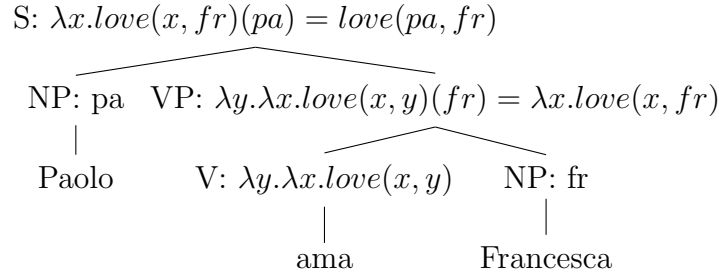 S: λx.love(x, fr)(pa) = love(pa, fr)
NP: pa VP: λy.λx.love(x, y)(fr) = λx.love(x, fr)
Paolo V: λy.λx.love(x, y) NP: fr
ama Francesca